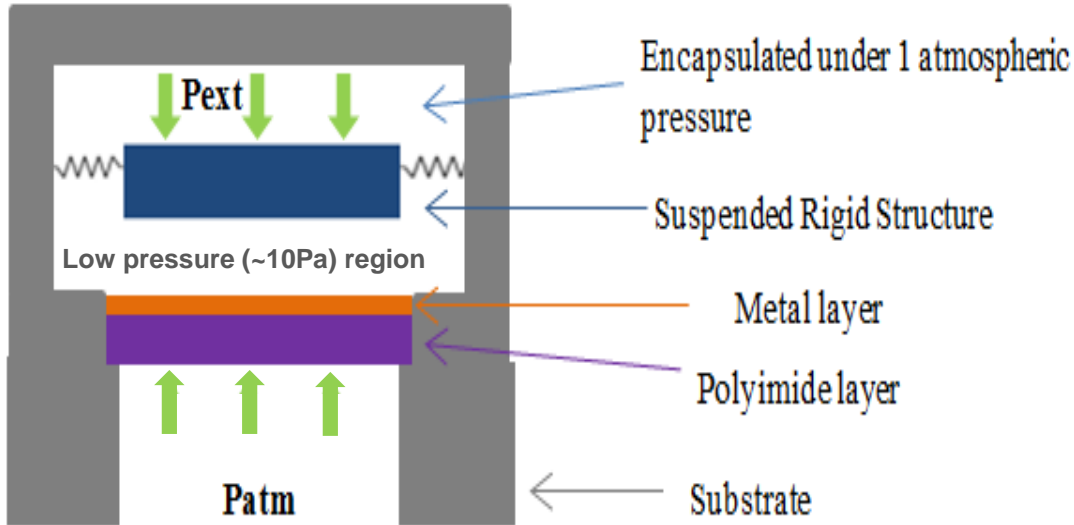 Encapsulated under 1 atmospheric
pressure
Pext
Suspended Rigid Structure
Low pressure (~10Pa) region
Metal layer
Polyimide layer
Patm
Substrate